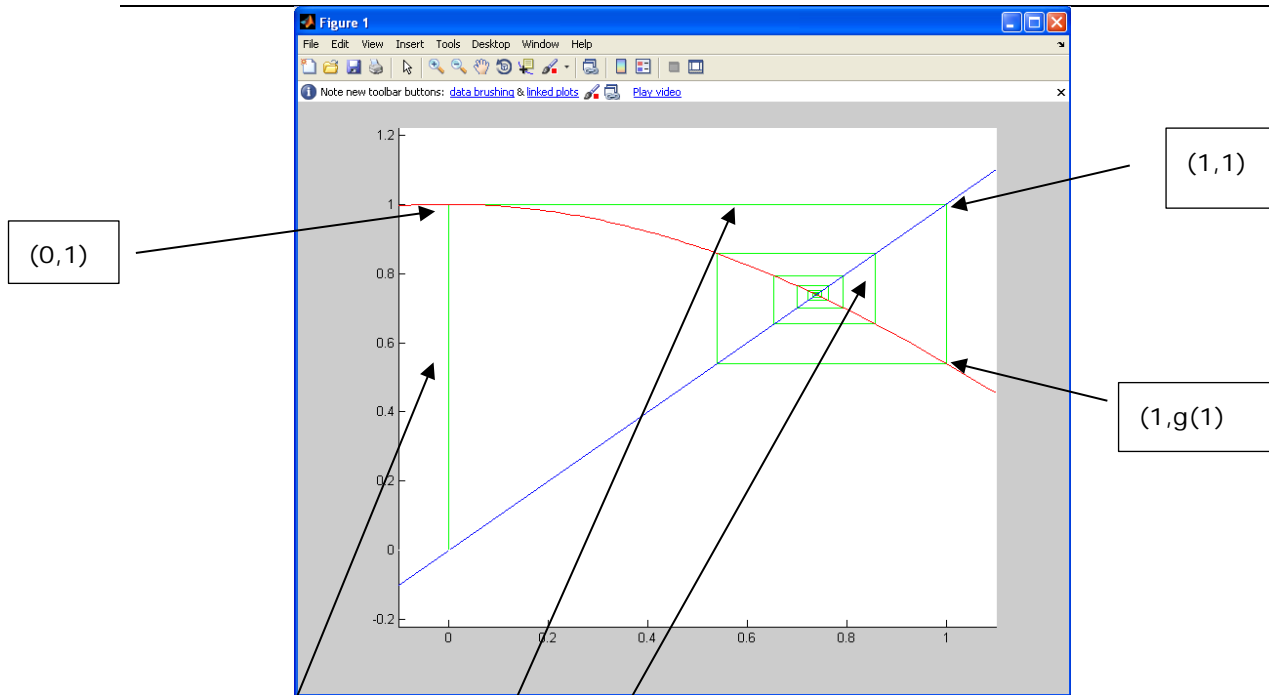 Figure 1
File Edit View Insert Tools Desktop Window Help
Note new toolbar buttons: data brushing & linked plots Play video
1.2
1
0.8
0.6
0.4
0.2
0
-0.2
0 0.2 0.4 0.6 0.8 1
(0,1)
(1,1)
(1,g(1)